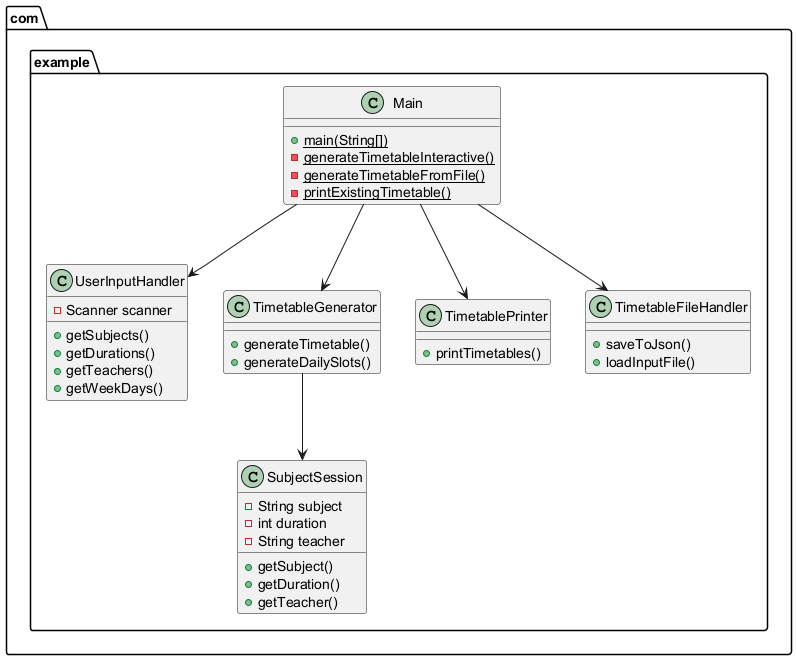 com
example
C Main
main(String[])
generateTimetableInteractive()
generateTimetableFromFile()
printExistingTimetable()
C UserInputHandler
Scanner scanner
getSubjects()
getDurations()
getTeachers()
getWeekDays()
C TimetableGenerator
generateTimetable()
generateDailySlots()
C TimetablePrinter
printTimetables()
C TimetableFileHandler
saveToJson()
loadInputFile()
C SubjectSession
String subject
int duration
String teacher
getSubject()
getDuration()
getTeacher()